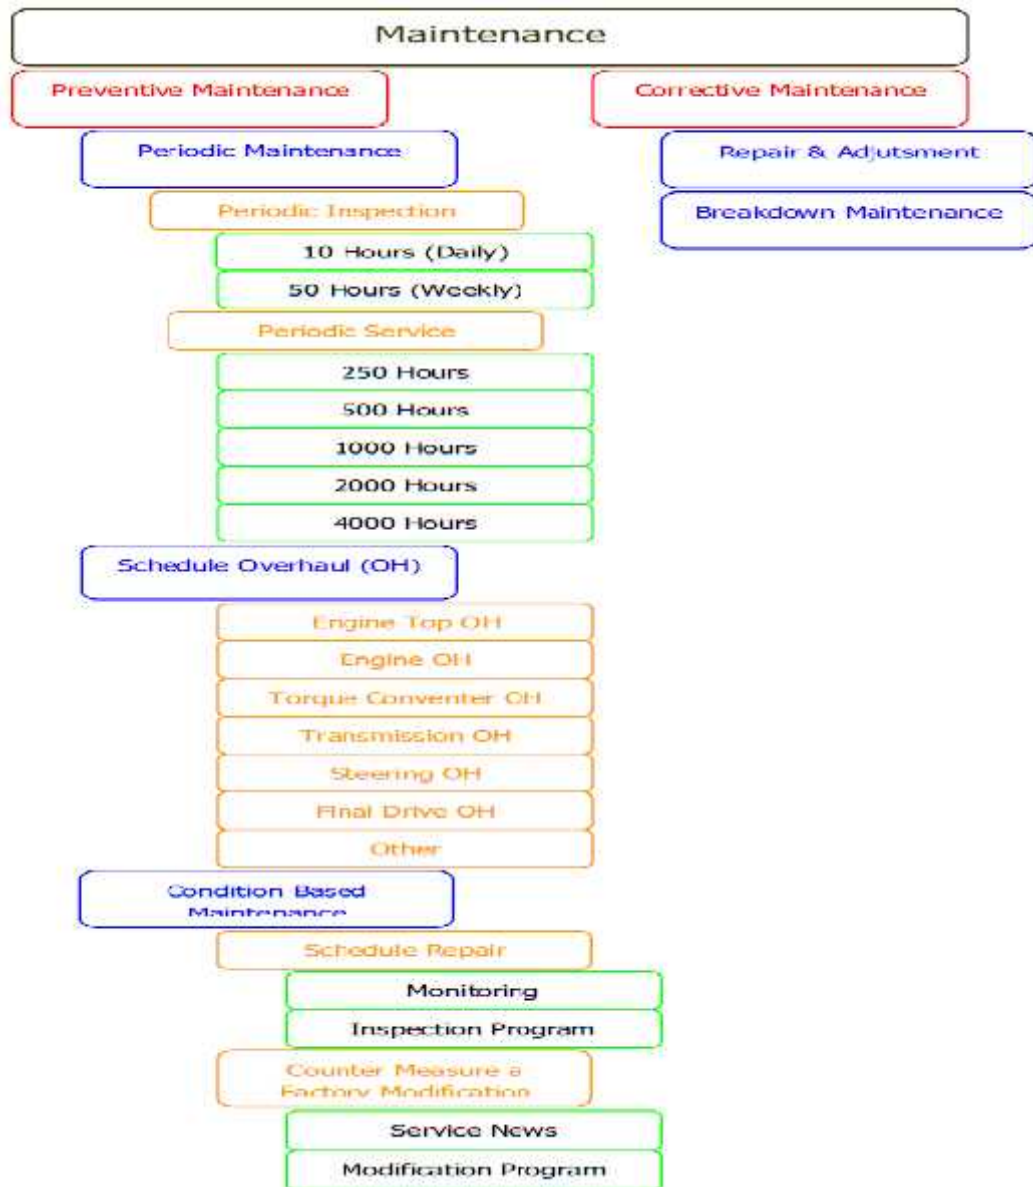 Maintenance
Preventive Maintenance
Corrective Maintenance
Periodic Maintenance
Repair & Adjutsment
Periodic Inspection
Breakdown Maintenance
10 Hours (Daily)
50 Hours (Weekly)
Periodic Service
250 Hours
500 Hours
1000 Hours
2000 Hours
4000 Hours
Schedule Overhaul (OH)
Engine Top OH
Engine OH
Torque Conventer OH
Transmission OH
Steering OH
Final Drive OH
Other
Condition Based
Maintenance
Schedule Repair
Monitoring
Inspection Program
Counter Measure a
Factory Modification
Service News
Modification Program